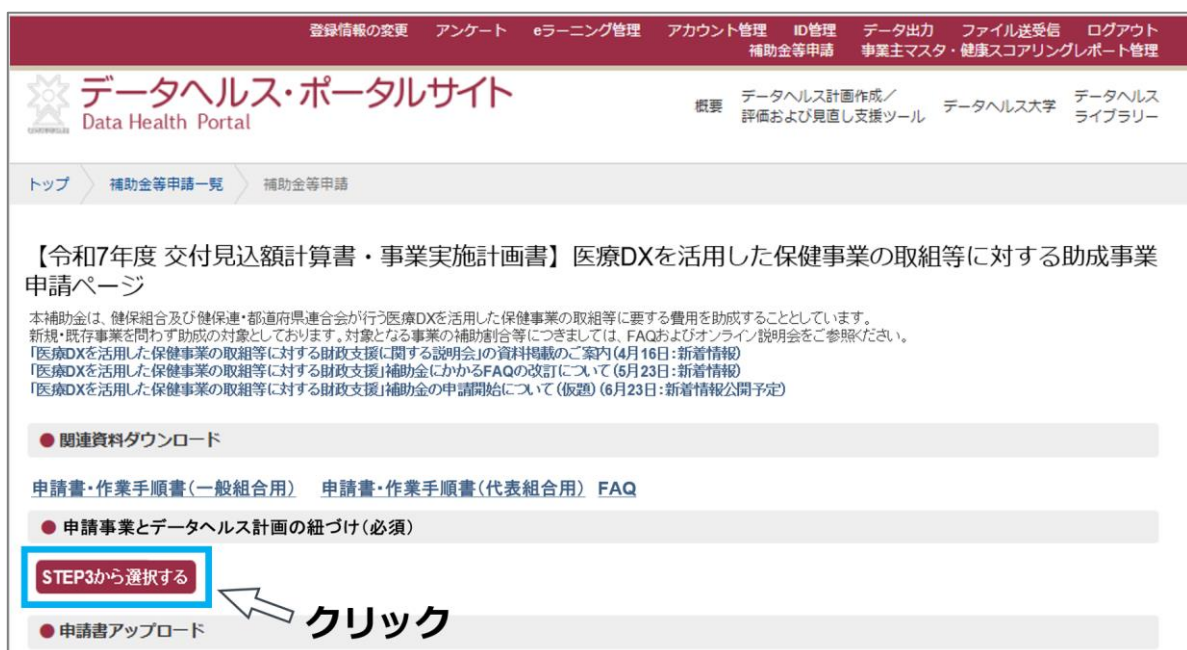 登録情報の変更 アンケート eラーニング管理 アカウント管理 ID管理 データ出力 ファイル送受信 ログアウト
補助金等申請 事業主マスタ・健康スコアリングレポート管理
データヘルス・ポータルサイト
Data Health Portal
概要 データヘルス計画作成／
評価および見直し支援ツール データヘルス大学 データヘルス
ライブラリー
トップ 補助金等申請一覧 補助金等申請
【令和7年度 交付見込額計算書・事業実施計画書】医療DXを活用した保健事業の取組等に対する助成事業
申請ページ
本補助金は、健保組合及び健保連・都道府県連合会が行う医療DXを活用した保健事業の取組等に要する費用を助成することとしています。
新規・既存事業を問わず助成の対象としております。対象となる事業の補助割合等につきましては、FAQおよびオンライン説明会をご参照ください。
「医療DXを活用した保健事業の取組等に対する財政支援に関する説明会」の資料掲載のご案内(4月16日:新着情報)
「医療DXを活用した保健事業の取組等に対する財政支援」補助金にかかるFAQの改訂について(5月23日:新着情報)
「医療DXを活用した保健事業の取組等に対する財政支援」補助金の申請開始について(仮題)(6月23日:新着情報公開予定)
●関連資料ダウンロード
申請書・作業手順書(一般組合用) 申請書・作業手順書(代表組合用) FAQ
●申請事業とデータヘルス計画の紐づけ(必須)
STEP3から選択する
クリック
●申請書アップロード